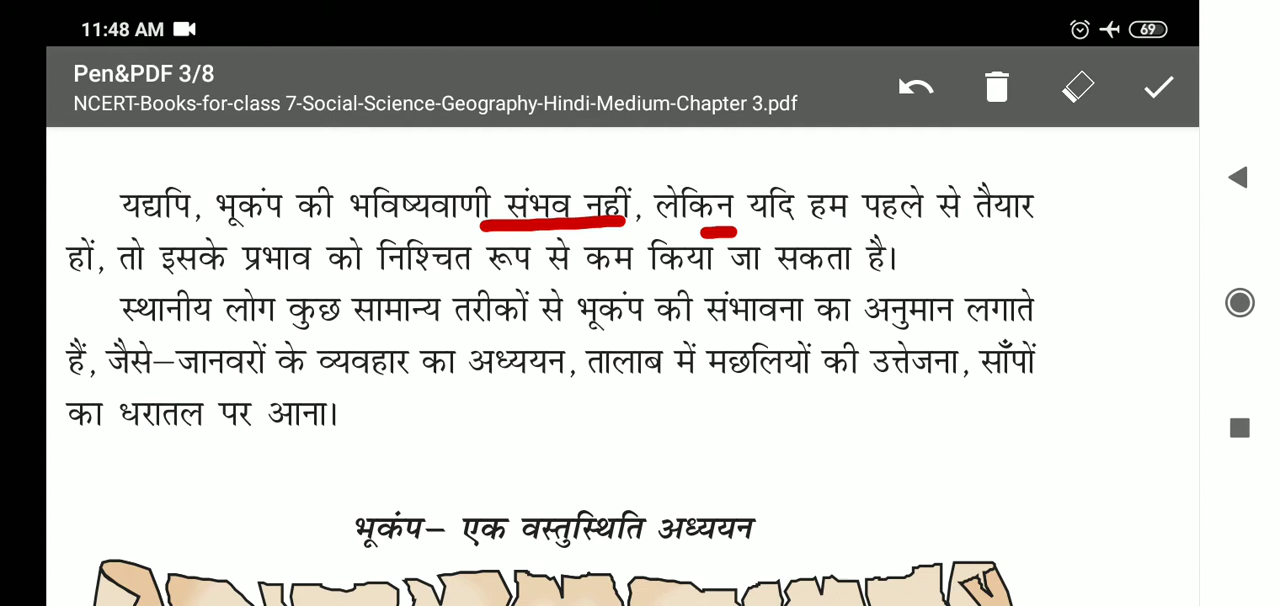 11:48 AM
69
Pen&PDF 3/8
NCERT-Books-for-class 7-Social-Science-Geography-Hindi-Medium-Chapter 3.pdf
यद्यपि, भूकंप की भविष्यवाणी संभव नहीं, लेकिन यदि हम पहले से तैयार
हों, तो इसके प्रभाव को निश्चित रूप से कम किया जा सकता है।
स्थानीय लोग कुछ सामान्य तरीकों से भूकंप की संभावना का अनुमान लगाते
हैं, जैसे–जानवरों के व्यवहार का अध्ययन, तालाब में मछलियों की उत्तेजना, साँपों
का धरातल पर आना।
भूकंप– एक वस्तुस्थिति अध्ययन